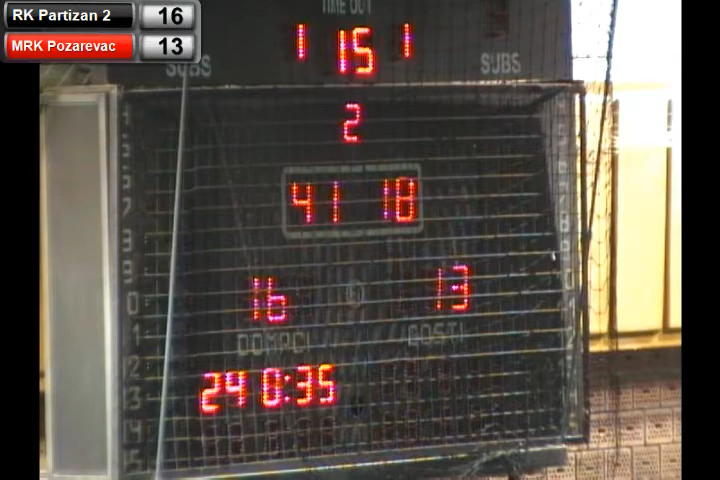 RK Partizan 2 16
MRK Pozarevac 13
TIME OUT
1 15 1
SUBS SUBS
2
41 18
16 13
DOMACI GOSTI
24 0:35